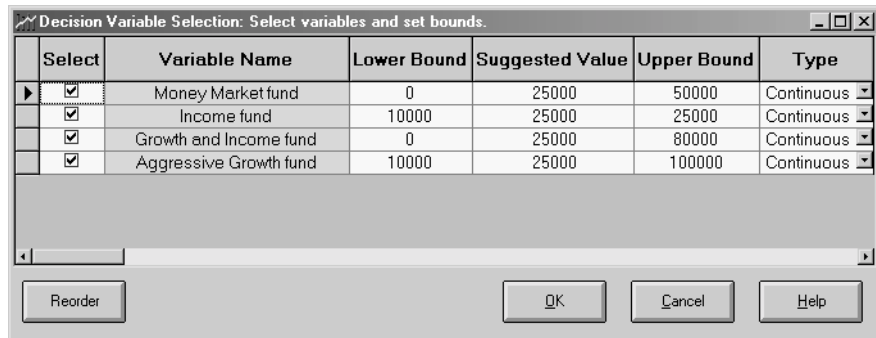 Decision Variable Selection: Select variables and set bounds.
Select Variable Name Lower Bound Suggested Value Upper Bound Type
Money Market fund 0 25000 50000 Continuous
Income fund 10000 25000 25000 Continuous
Growth and Income fund 0 25000 80000 Continuous
Aggressive Growth fund 10000 25000 100000 Continuous
Reorder OK Cancel Help